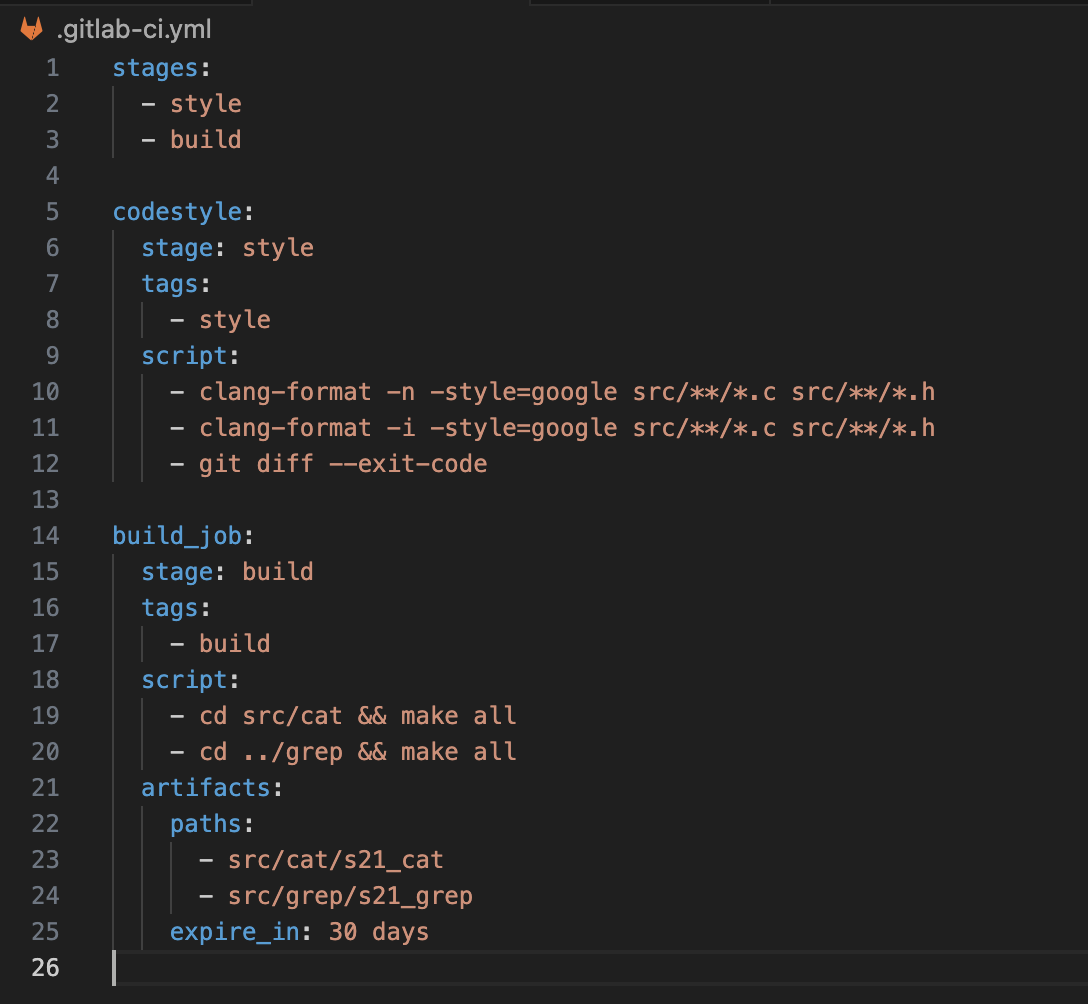 .gitlab-ci.yml
1 stages:
2   - style
3   - build
4
5 codestyle:
6   stage: style
7   tags:
8     - style
9   script:
10     - clang-format -n -style=google src/**/*.c src/**/*.h
11     - clang-format -i -style=google src/**/*.c src/**/*.h
12     - git diff --exit-code
13
14 build_job:
15   stage: build
16   tags:
17     - build
18   script:
19     - cd src/cat && make all
20     - cd ../grep && make all
21   artifacts:
22     paths:
23       - src/cat/s21_cat
24       - src/grep/s21_grep
25     expire_in: 30 days
26